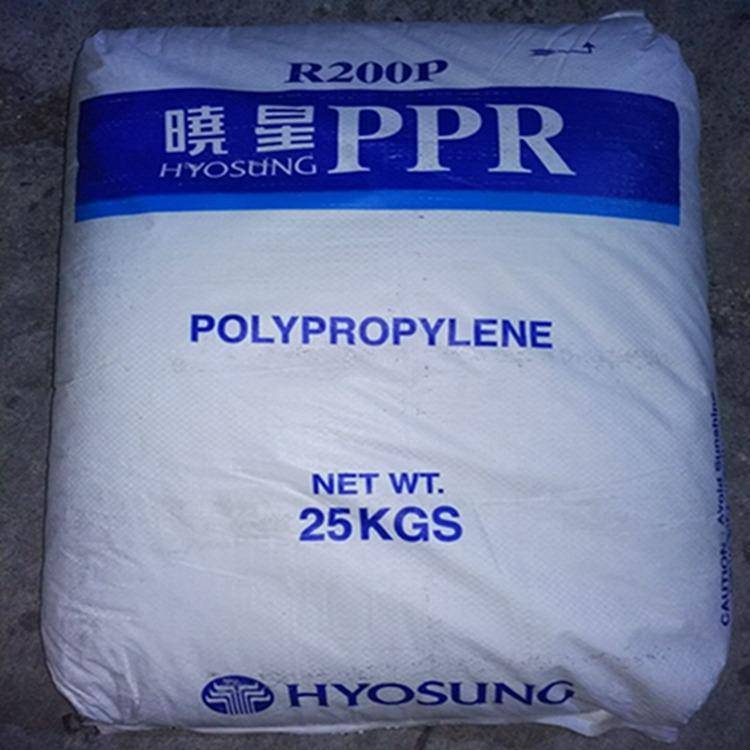 R200P
曉星 PPR
HYOSUNG
POLYPROPYLENE
NET WT.
25KGS
HYOSUNG
CAUTION Avoid Sunshine